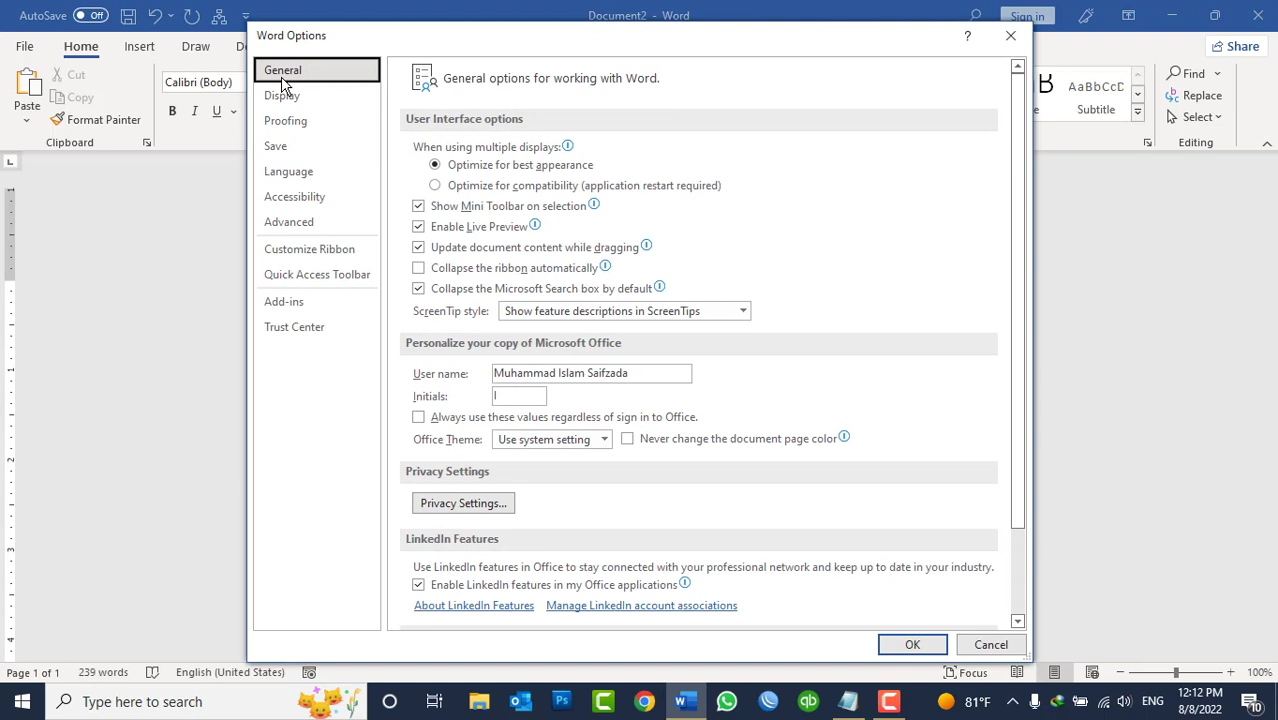 AutoSave Off Document2 - Word Sign in
File Home Insert Draw Share
Word Options ?
Paste Cut Copy Format Painter
Clipboard
Calibri (Body)
B I U
AaBbCcD
Subtitle
Find
Replace
Select
Editing
General
Display
Proofing
Save
Language
Accessibility
Advanced
Customize Ribbon
Quick Access Toolbar
Add-ins
Trust Center
General options for working with Word.
User Interface options
When using multiple displays:
Optimize for best appearance
Optimize for compatibility (application restart required)
Show Mini Toolbar on selection
Enable Live Preview
Update document content while dragging
Collapse the ribbon automatically
Collapse the Microsoft Search box by default
ScreenTip style: Show feature descriptions in ScreenTips
Personalize your copy of Microsoft Office
User name: Muhammad Islam Saifzada
Initials: I
Always use these values regardless of sign in to Office.
Office Theme: Use system setting Never change the document page color
Privacy Settings
Privacy Settings...
LinkedIn Features
Use LinkedIn features in Office to stay connected with your professional network and keep up to date in your industry.
Enable LinkedIn features in my Office applications
About LinkedIn Features Manage LinkedIn account associations
OK Cancel
Page 1 of 1 239 words English (United States) Focus 100%
Type here to search 81°F ENG 12:12 PM
8/8/2022 10